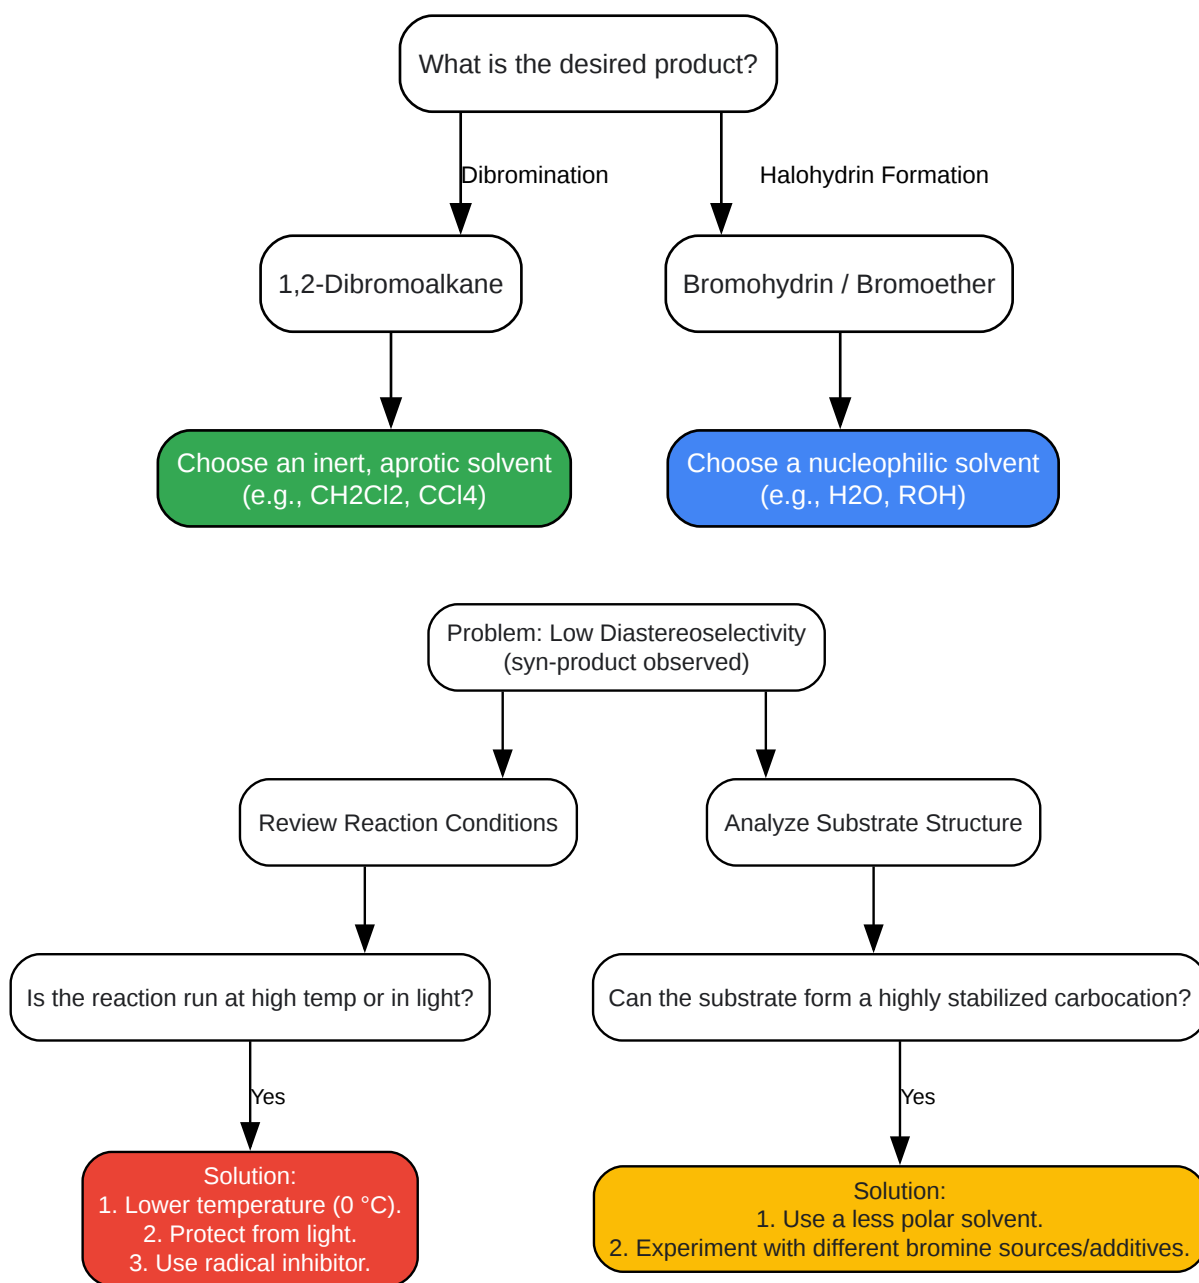 What is the desired product?
Dibromination
Halohydrin Formation
1,2-Dibromoalkane
Bromohydrin / Bromoether
Choose an inert, aprotic solvent
(e.g., CH2Cl2, CCl4)
Choose a nucleophilic solvent
(e.g., H2O, ROH)
Problem: Low Diastereoselectivity
(syn-product observed)
Review Reaction Conditions
Analyze Substrate Structure
Is the reaction run at high temp or in light?
Can the substrate form a highly stabilized carbocation?
Yes
Yes
Solution:
1. Lower temperature (0 °C).
2. Protect from light.
3. Use radical inhibitor.
Solution:
1. Use a less polar solvent.
2. Experiment with different bromine sources/additives.